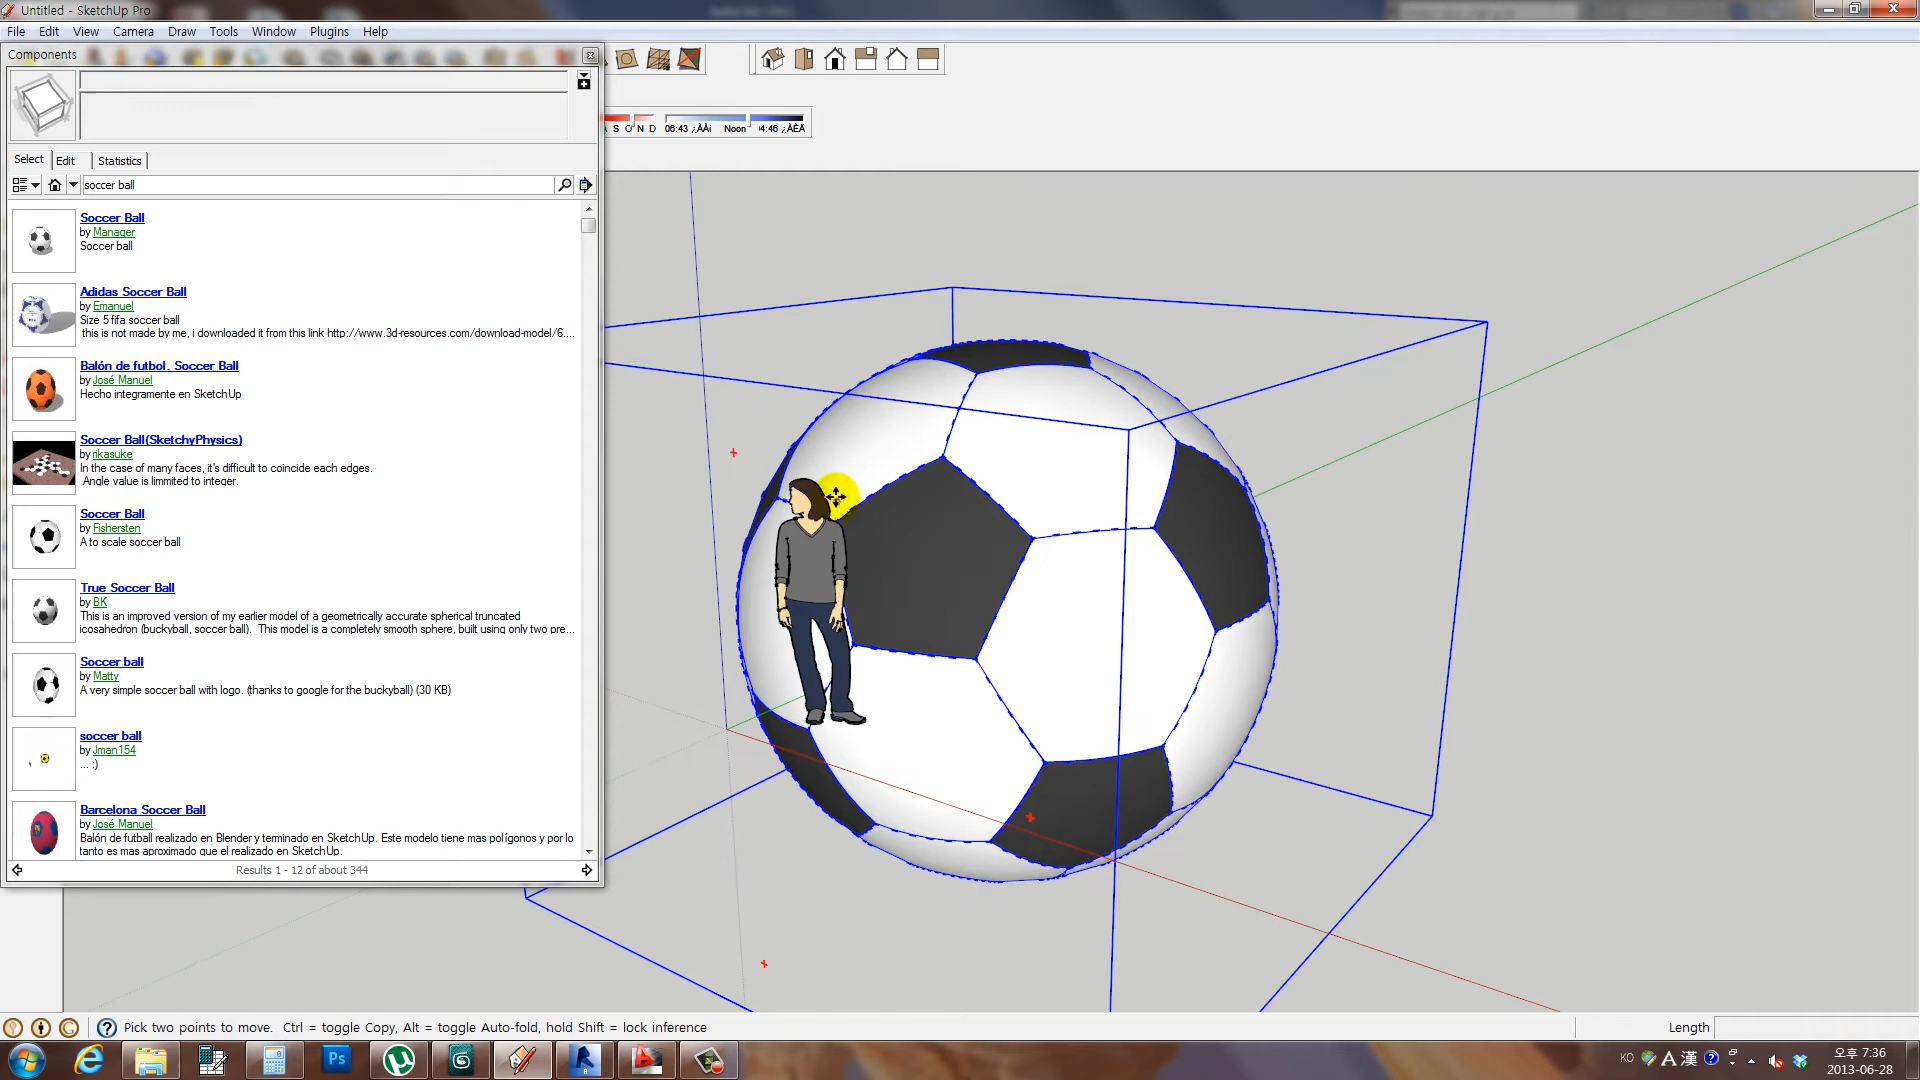 Untitled - SketchUp Pro
File Edit View Camera Draw Tools Window Plugins Help
Components
S O N D 06:43 ¿ÀÀü Noon 4:46 ¿ÀÈÄ
Select Edit Statistics
soccer ball
Soccer Ball
by Manager
Soccer ball
Adidas Soccer Ball
by Emanuel
Size 5 fifa soccer ball
this is not made by me, i downloaded it from this link http://www.3d-resources.com/download-model/6....
Balón de futbol. Soccer Ball
by José Manuel
Hecho integramente en SketchUp
Soccer Ball(SketchyPhysics)
by rikasuke
In the case of many faces, it's difficult to coincide each edges.
Angle value is limmited to integer.
Soccer Ball
by Fishersten
A to scale soccer ball
True Soccer Ball
by BK
This is an improved version of my earlier model of a geometrically accurate spherical truncated
icosahedron (buckyball, soccer ball). This model is a completely smooth sphere, built using only two pre...
Soccer ball
by Matty
A very simple soccer ball with logo. (thanks to google for the buckyball) (30 KB)
soccer ball
by Jman154
... :)
Barcelona Soccer Ball
by José Manuel
Balón de futball realizado en Blender y terminado en SketchUp. Este modelo tiene mas polígonos y por lo
tanto es mas aproximado que el realizado en SketchUp.
Results 1 - 12 of about 344
Pick two points to move. Ctrl = toggle Copy, Alt = toggle Auto-fold, hold Shift = lock inference
Length
Ps
KO A 漢
오후 7:36
2013-06-28